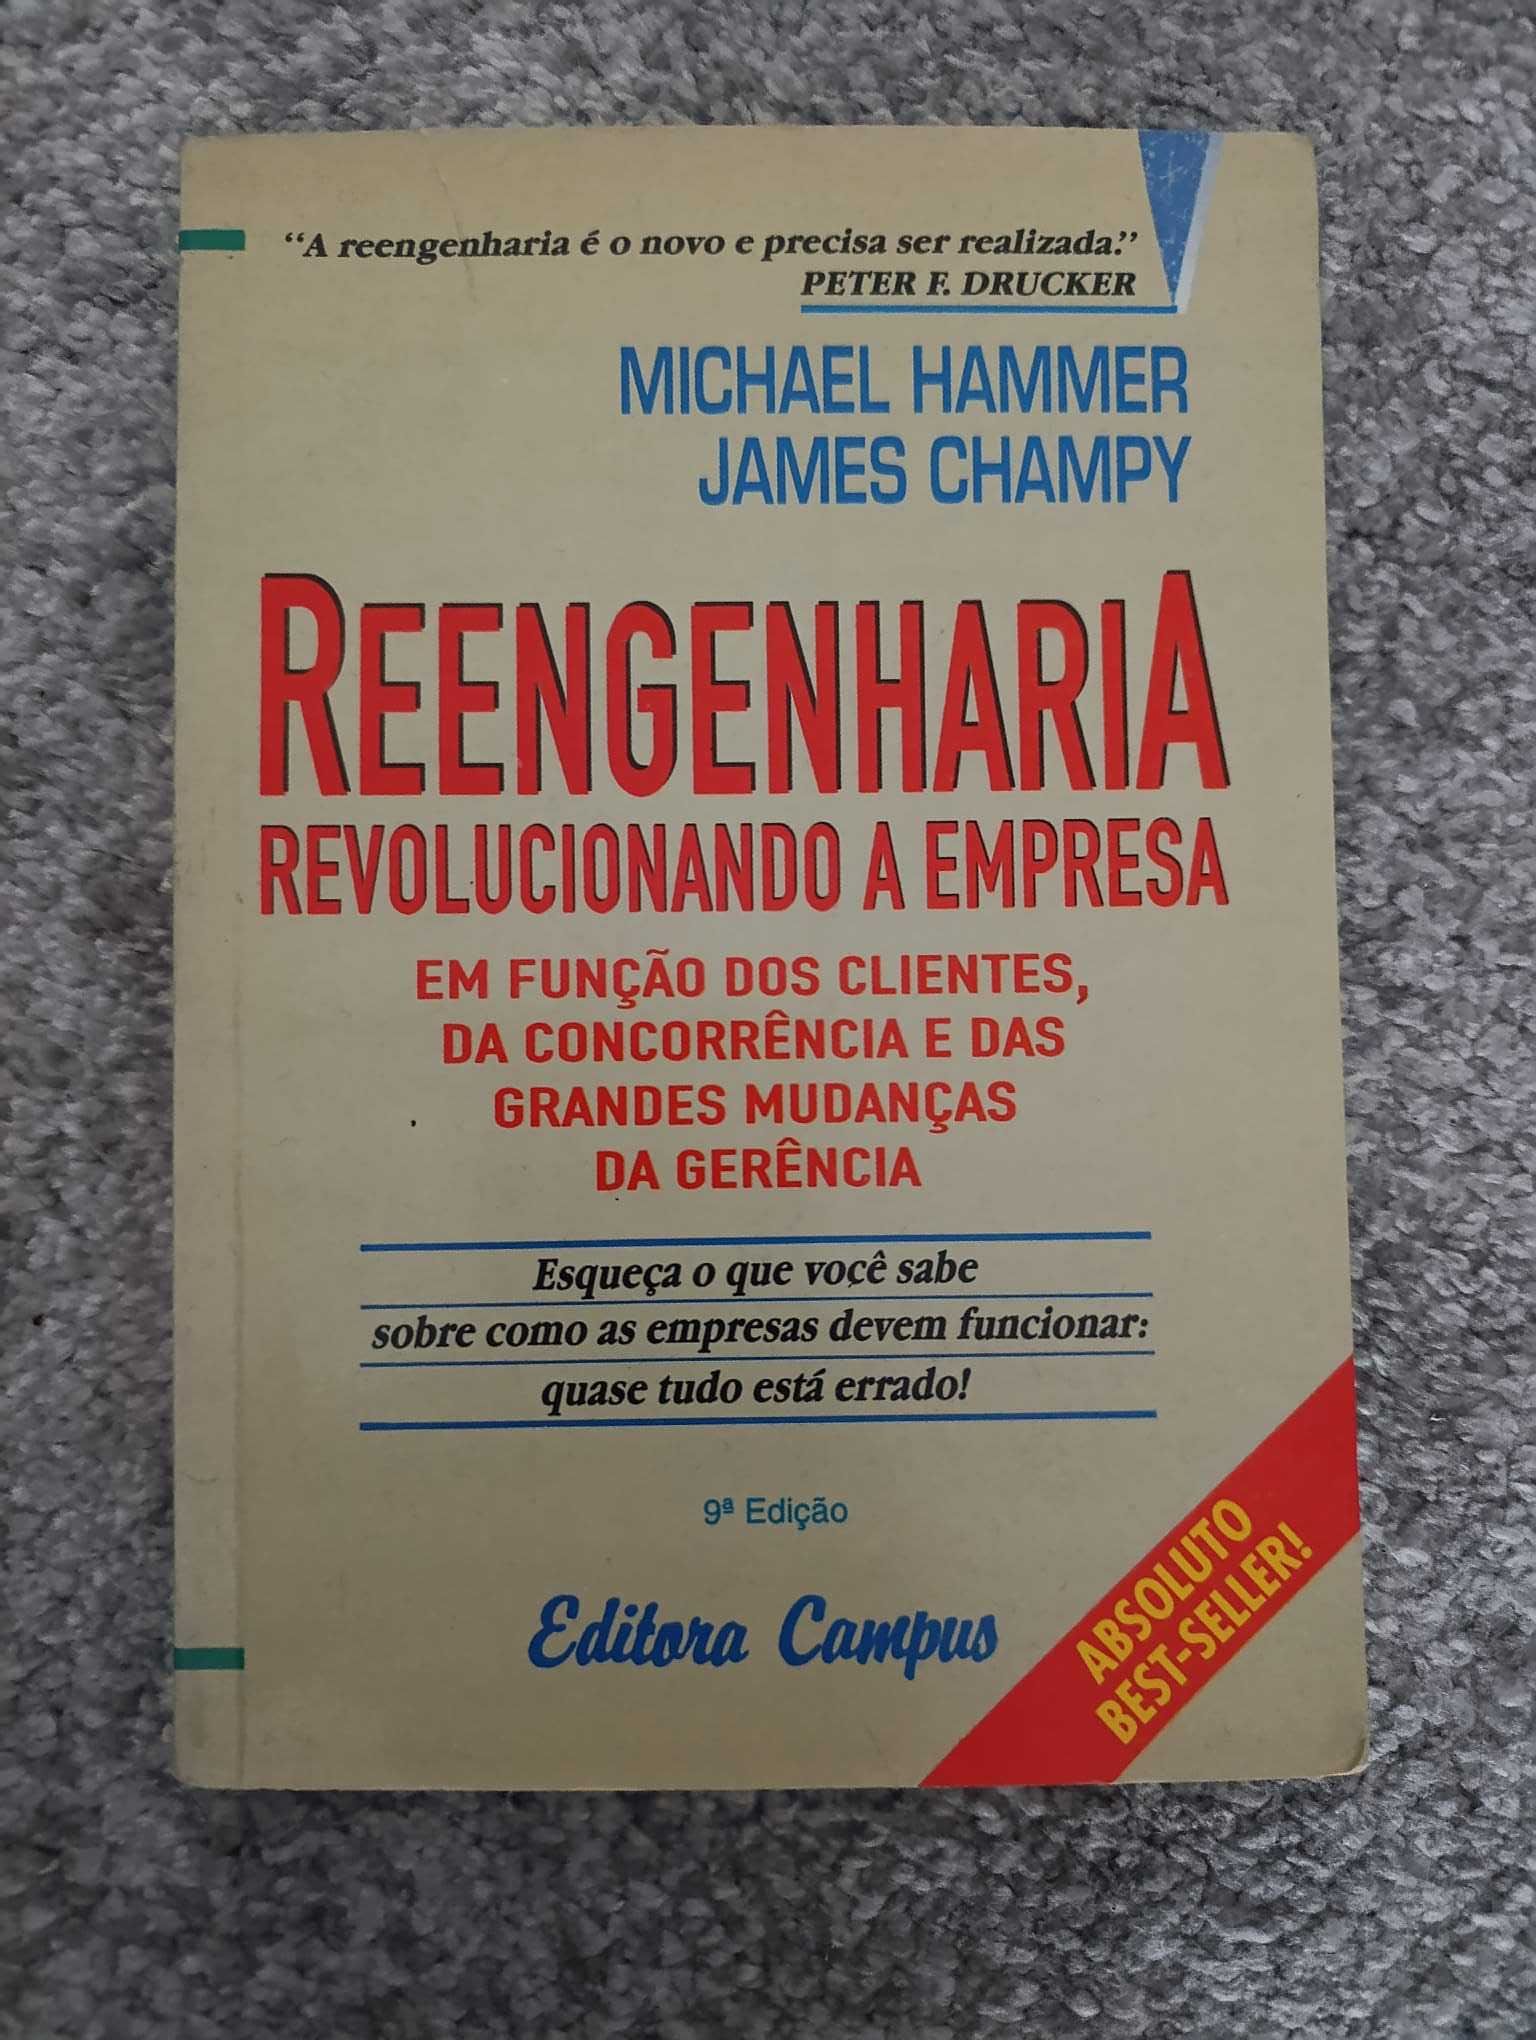 “A reengenharia é o novo e precisa ser realizada.”
PETER F. DRUCKER
MICHAEL HAMMER
JAMES CHAMPY
REENGENHARIA
REVOLUCIONANDO A EMPRESA
EM FUNÇÃO DOS CLIENTES,
DA CONCORRÊNCIA E DAS
GRANDES MUDANÇAS
DA GERÊNCIA
Esqueça o que você sabe
sobre como as empresas devem funcionar:
quase tudo está errado!
9ª Edição
Editora Campus
ABSOLUTO
BEST-SELLER!